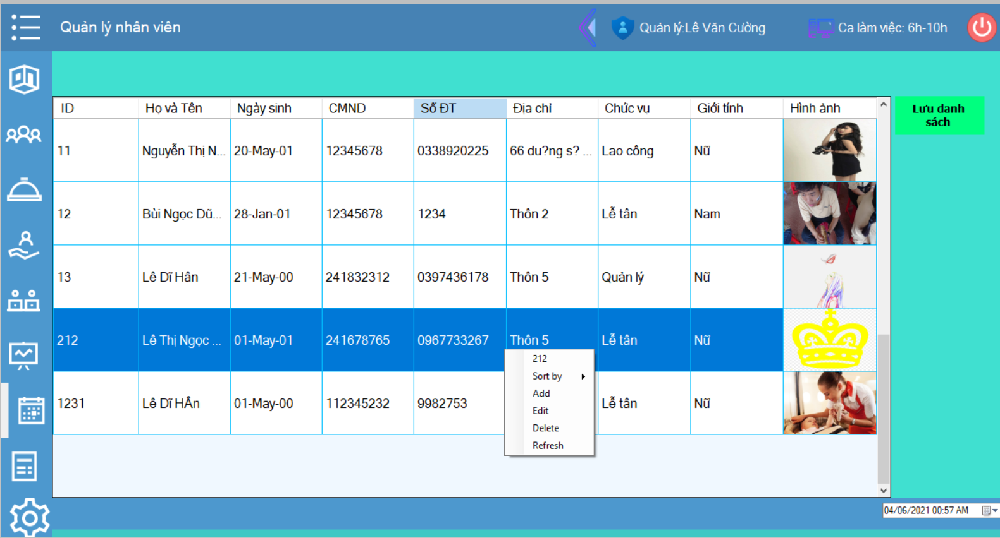 Quản lý nhân viên
Quản lý:Lê Văn Cường
Ca làm việc: 6h-10h
ID Họ và Tên Ngày sinh CMND Số ĐT Địa chỉ Chức vụ Giới tính Hình ảnh
Lưu danh
sách
11 Nguyễn Thị N... 20-May-01 12345678 0338920225 66 du?ng s? ... Lao công Nữ
12 Bùi Ngọc Dũ... 28-Jan-01 12345678 1234 Thôn 2 Lễ tân Nam
13 Lê Dĩ Hân 21-May-00 241832312 0397436178 Thôn 5 Quản lý Nữ
212 Lê Thị Ngọc ... 01-May-01 241678765 0967733267 Thôn 5 Lễ tân Nữ
1231 Lê Dĩ HÂn 01-May-00 112345232 9982753 Lễ tân Nữ
212
Sort by
Add
Edit
Delete
Refresh
04/06/2021 00:57 AM